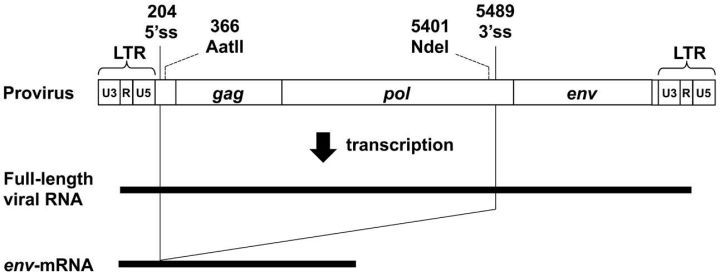 204
5'ss
5489
3'ss
366
AatII
5401
NdeI
LTR
LTR
Provirus
U3
R
U5
gag
pol
env
U3
R
U5
transcription
Full-length
viral RNA
env-mRNA